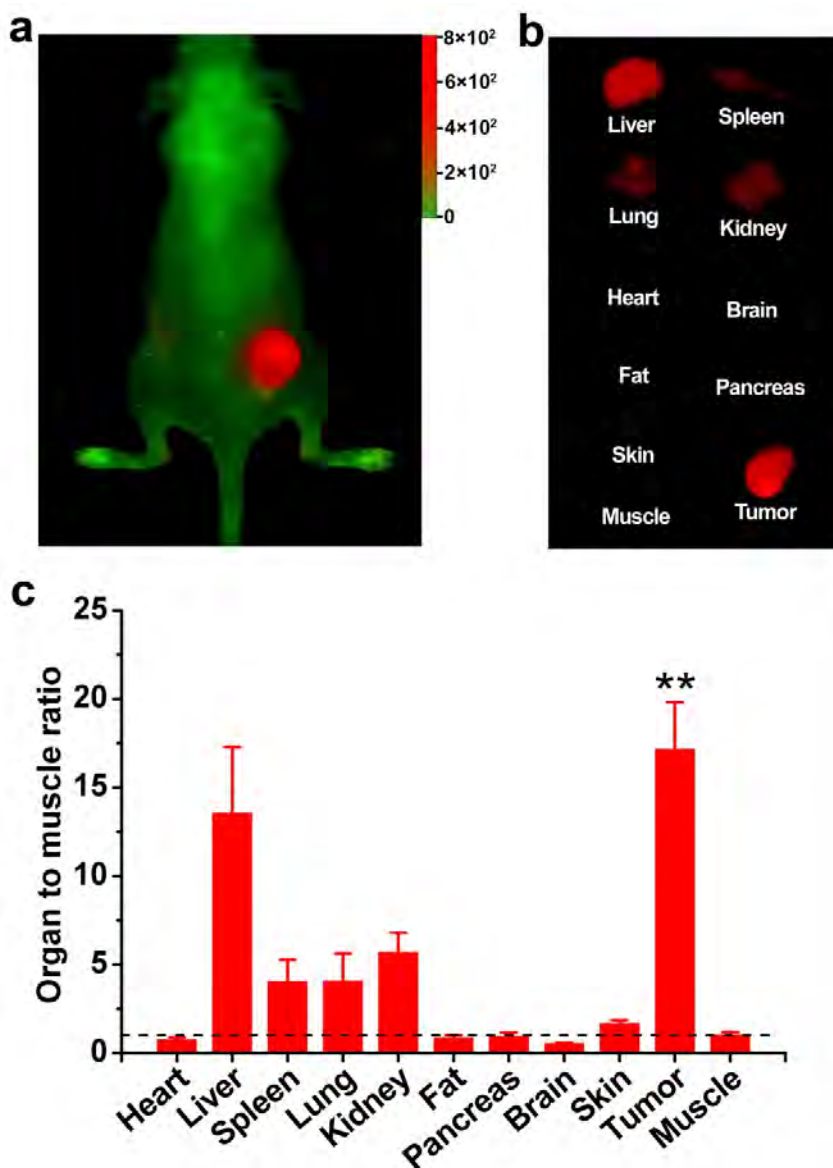 a
8×10²
6×10²
4×10²
2×10²
0
b
Liver Spleen
Lung Kidney
Heart Brain
Fat Pancreas
Skin
Muscle Tumor
c
Organ to muscle ratio
25
20
15
10
5
0
**
Heart Liver Spleen Lung Kidney Fat Pancreas Brain Skin Tumor Muscle